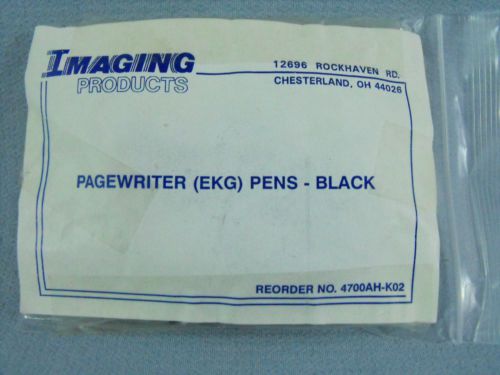 IMAGING
PRODUCTS
12696 ROCKHAVEN RD.
CHESTERLAND, OH 44026
PAGEWRITER (EKG) PENS - BLACK
REORDER NO. 4700AH-K02